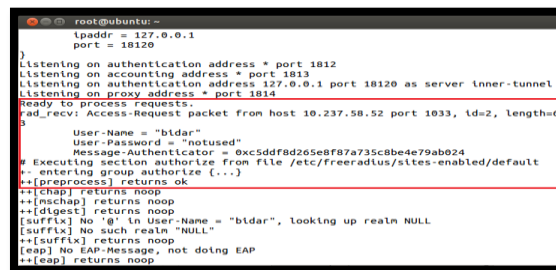 root@ubuntu: ~
ipaddr = 127.0.0.1
port = 18120
}
Listening on authentication address * port 1812
Listening on accounting address * port 1813
Listening on authentication address 127.0.0.1 port 18120 as server inner-tunnel
Listening on proxy address * port 1814
Ready to process requests.
rad_recv: Access-Request packet from host 10.237.58.52 port 1033, id=2, length=6
3
User-Name = "bidar"
User-Password = "notused"
Message-Authenticator = 0xc5ddf8d265e8f87a735c8be4e79ab024
# Executing section authorize from file /etc/freeradius/sites-enabled/default
+- entering group authorize {...}
++[preprocess] returns ok
++[chap] returns noop
++[mschap] returns noop
++[digest] returns noop
[suffix] No '@' in User-Name = "bidar", looking up realm NULL
[suffix] No such realm "NULL"
++[suffix] returns noop
[eap] No EAP-Message, not doing EAP
++[eap] returns noop